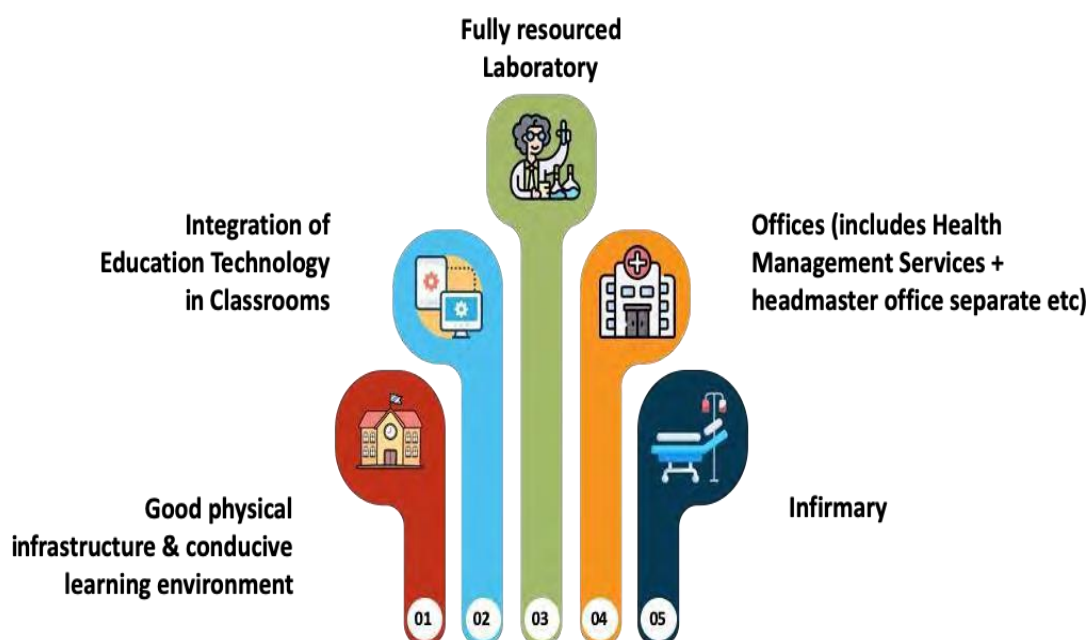 Fully resourced
Laboratory
Integration of
Education Technology
in Classrooms
Offices (includes Health
Management Services +
headmaster office separate etc)
Good physical
infrastructure & conducive
learning environment
Infirmary
01
02
03
04
05